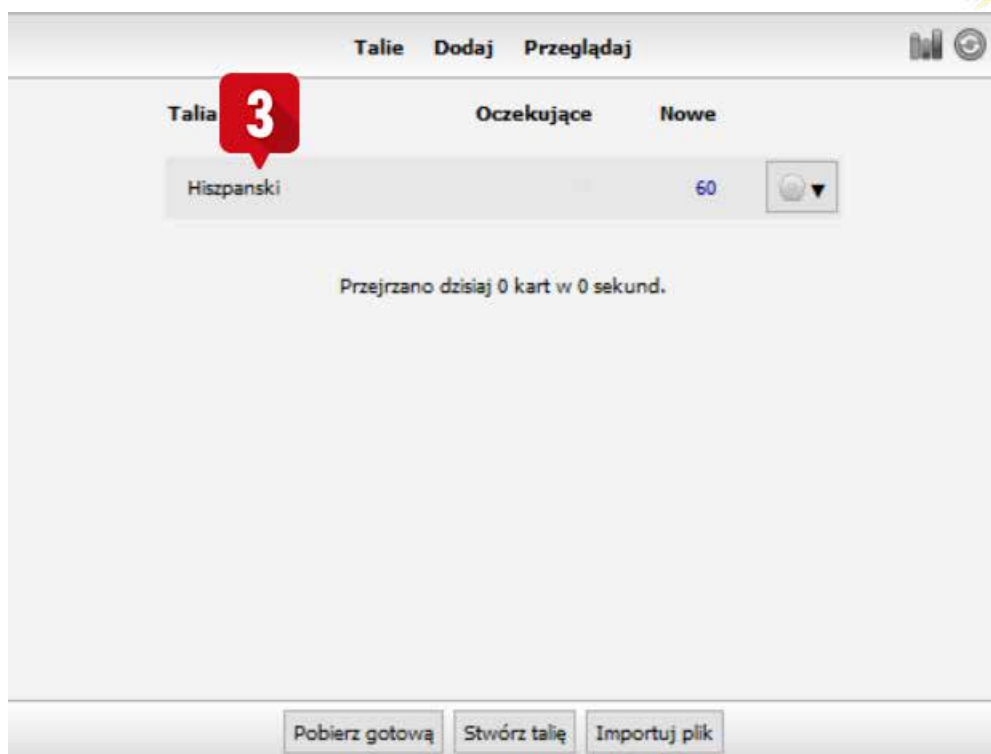 Talie Dodaj Przeglądaj
Talia 3 Oczekujące Nowe
Hiszpanski 60
Przejrzano dzisiaj 0 kart w 0 sekund.
Pobierz gotową Stwórz talię Importuj plik